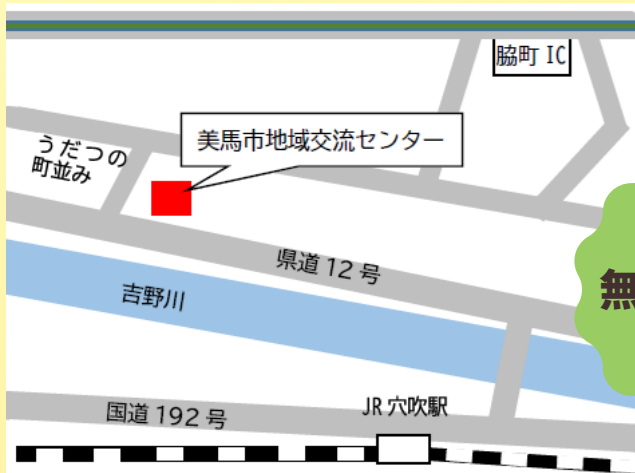 脇町 IC
美馬市地域交流センター
うだつの
町並み
県道 12 号
吉野川
無
国道 192 号
JR 穴吹駅